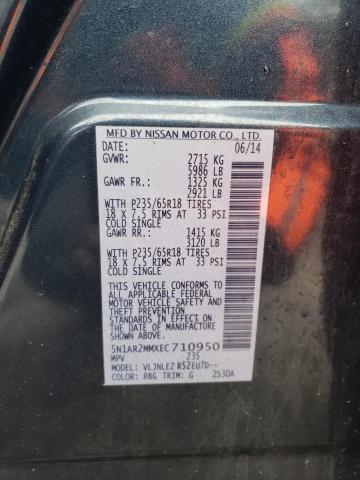 MFD BY NISSAN MOTOR CO., LTD.
DATE: 06/14
GVWR: 2715 KG
5986 LB
GAWR FR.: 1325 KG
2921 LB
WITH P235/65R18 TIRES
18 X 7.5 RIMS AT 33 PSI
COLD SINGLE
GAWR RR.: 1415 KG
3120 LB
WITH P235/65R18 TIRES
18 X 7.5 RIMS AT 33 PSI
COLD SINGLE
THIS VEHICLE CONFORMS TO
ALL APPLICABLE FEDERAL
MOTOR VEHICLE SAFETY
AND THEFT PREVENTION
STANDARDS IN EFFECT ON
THE DATE OF MANUFACTURE
SHOWN ABOVE.
5N1AR2MMXEC710950
MPV 235
MODEL: VLJNLEZ R52EU7D--
COLOR: RBG TRIM: G 2S30A